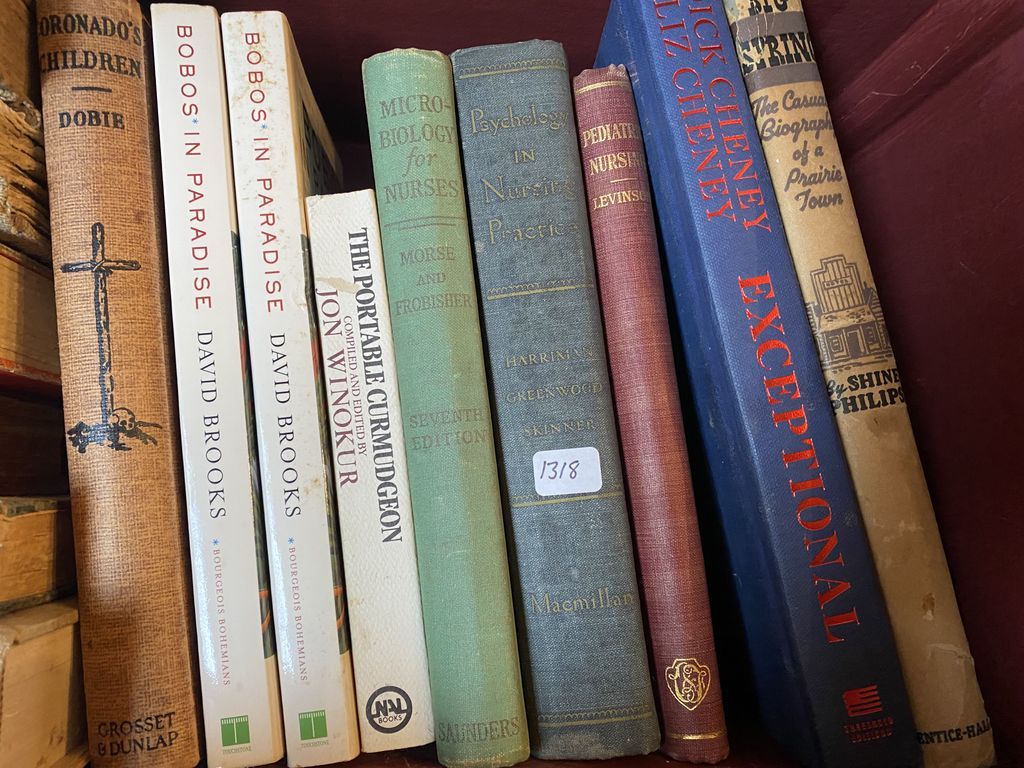 CORONADO'S
CHILDREN
DOBIE
GROSSET
& DUNLAP
BOBOS* IN PARADISE DAVID BROOKS *BOURGEOIS BOHEMIANS
TOUCHSTONE
BOBOS* IN PARADISE DAVID BROOKS *BOURGEOIS BOHEMIANS
TOUCHSTONE
THE PORTABLE CURMUDGEON
COMPILED AND EDITED BY
JON WINOKUR
NAL
BOOKS
MICRO-
BIOLOGY
for
NURSES
MORSE
AND
FROBISHER
SEVENTH
EDITION
SAUNDERS
Psychology
IN
Nursing
Practice
HARRIMAN
GREENWOOD
SKINNER
1318
Macmillan
PEDIATRIC
NURSING
LEVINSON
DICK CHENEY
LIZ CHENEY
EXCEPTIONAL
THRESHOLD
EDITIONS
BIG
SPRING
The Casual
Biography
of a
Prairie
Town
by SHINE
PHILIPS
PRENTICE-HALL